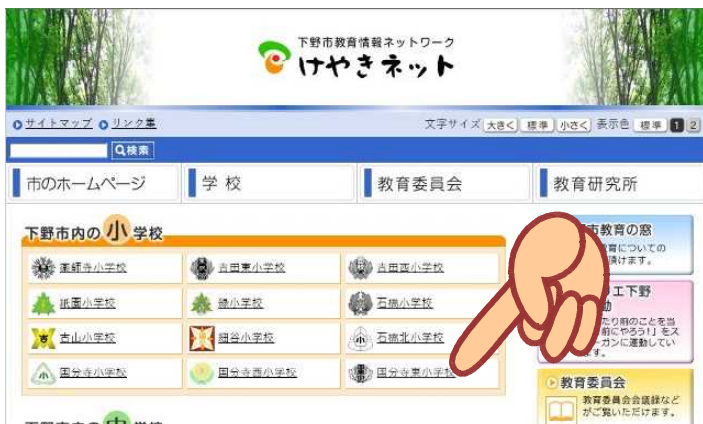 下野市教育情報ネットワーク
けやきネット
サイトマップ リンク集
文字サイズ 大きく 標準 小さく 表示色 標準 1 2
検索
市のホームページ 学校 教育委員会 教育研究所
下野市内の小学校
薬師寺小学校 吉田東小学校 吉田西小学校
祇園小学校 緑小学校 石橋小学校
古山小学校 細谷小学校 石橋北小学校
国分寺小学校 国分寺西小学校 国分寺東小学校
市教育の窓
育についての
頂けます。
エ下野
動
たり前のことを当
前にやろう!」をス
ーガンに運動してい
ます。
教育委員会
教育委員会会議録など
がご覧いただけます。